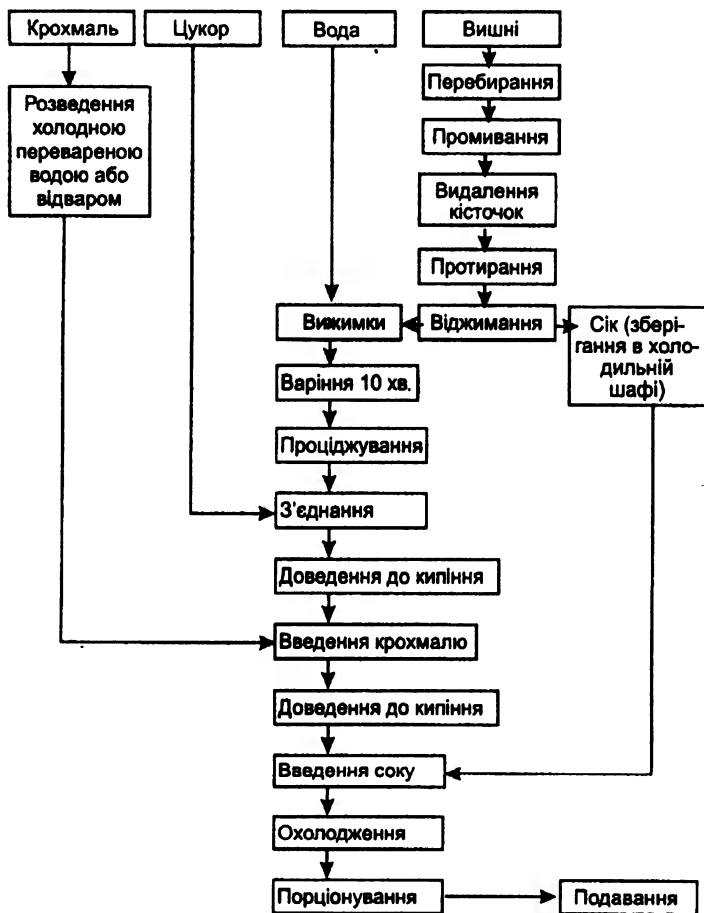 Крохмаль
Цукор
Вода
Вишні
Розведення
холодною
перевареною
водою або
відваром
Перебирання
Промивання
Видалення
кісточок
Протирання
Вижимки
Віджимання
Сік (збері-
гання в холо-
дильній
шафі)
Варіння 10 хв.
Проціджування
З'єднання
Доведення до кипіння
Введення крохмалю
Доведення до кипіння
Введення соку
Охолодження
Порціонування
Подавання